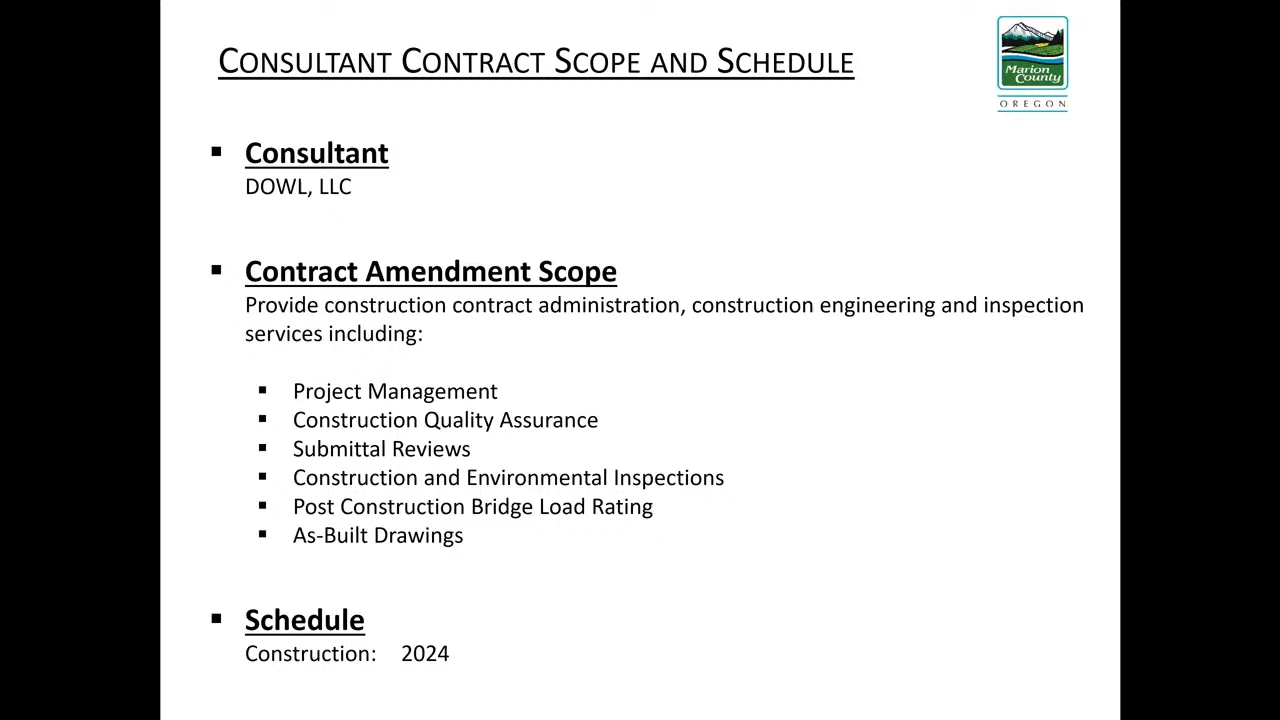 CONSULTANT CONTRACT SCOPE AND SCHEDULE
Marion
County
OREGON
▪ Consultant
DOWL, LLC
▪ Contract Amendment Scope
Provide construction contract administration, construction engineering and inspection
services including:
▪ Project Management
▪ Construction Quality Assurance
▪ Submittal Reviews
▪ Construction and Environmental Inspections
▪ Post Construction Bridge Load Rating
▪ As-Built Drawings
▪ Schedule
Construction: 2024